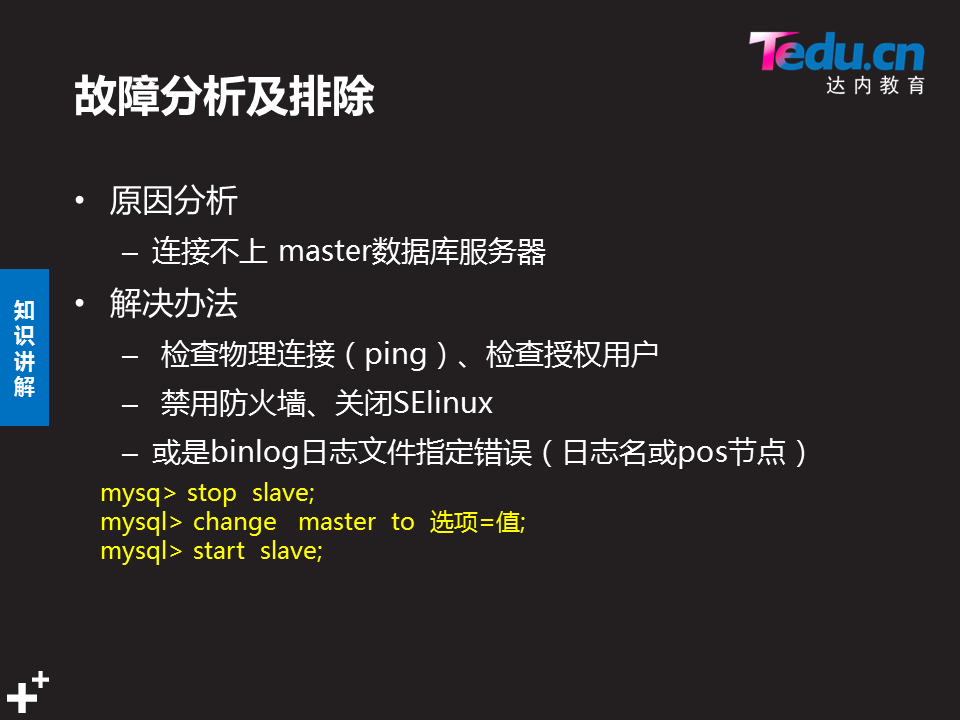 Tedu.cn
达内教育
故障分析及排除
• 原因分析
– 连接不上 master数据库服务器
• 解决办法
– 检查物理连接（ping）、检查授权用户
– 禁用防火墙、关闭SElinux
– 或是binlog日志文件指定错误（日志名或pos节点）
mysq> stop slave;
mysql> change master to 选项=值;
mysql> start slave;
知识讲解